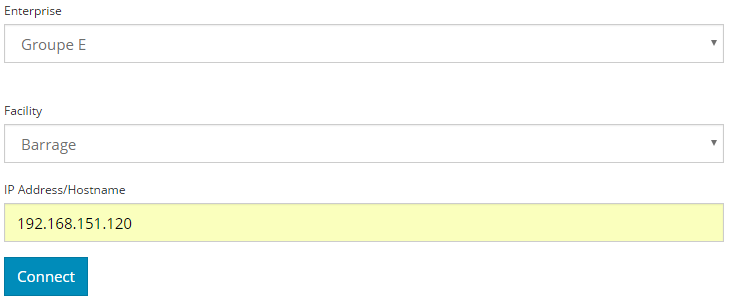 Enterprise
Groupe E
Facility
Barrage
IP Address/Hostname
192.168.151.120
Connect